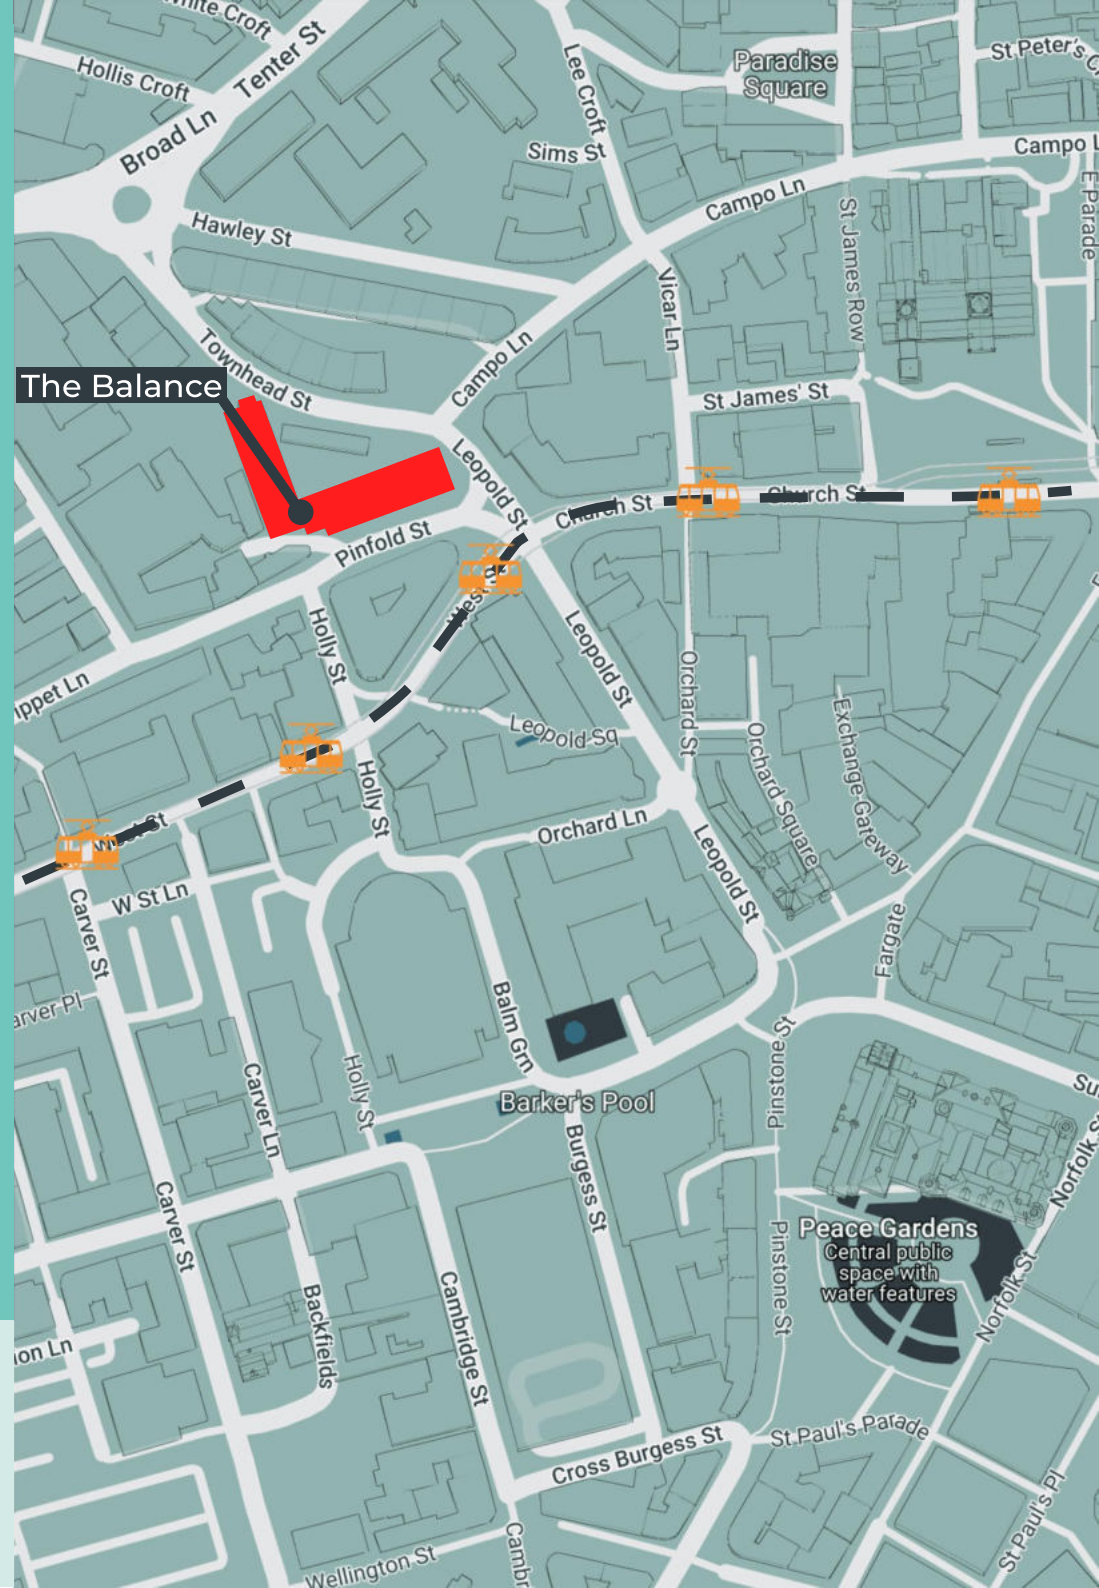 White Croft
Tenter St
Hollis Croft
Broad Ln
Lee Croft
Paradise
Square
St Peter's
Sims St
Campo
Campo Ln
E Parade
St James Row
Hawley St
Vicar Ln
Townhead St
Campo Ln
The Balance
St James' St
Leopold St
Church St
Church St
Pinfold St
Holly St
Leopold St
Orchard St
Leopold Sq
Orchard Square
Exchange Gateway
Holly St
Orchard Ln
Leopold St
West St
W St Ln
Carver St
Fargate
Balm Grn
Pinstone St
Holly St
Carver Ln
Barker's Pool
Burgess St
Norfolk St
Carver St
Peace Gardens
Central public
space with
water features
Pinstone St
Norfolk St
Backfields
Cambridge St
St Paul's Parade
Cross Burgess St
St Paul's Pl
Wellington St